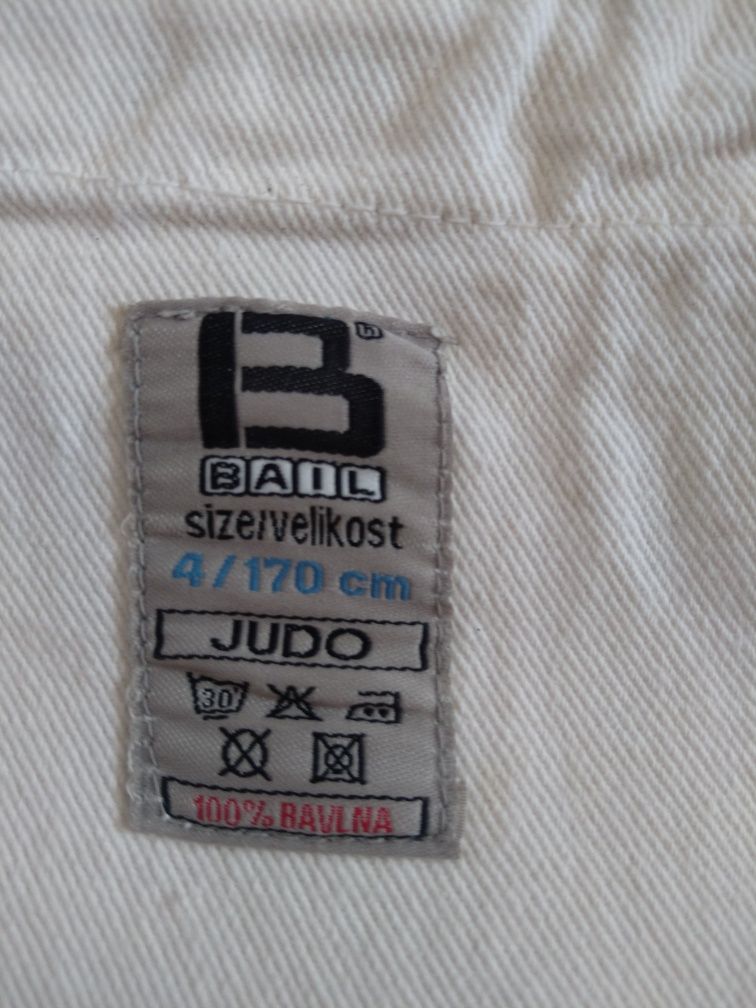 B®
BAIL
size/velikost
4/170 cm
JUDO
30
100% BAVLNA